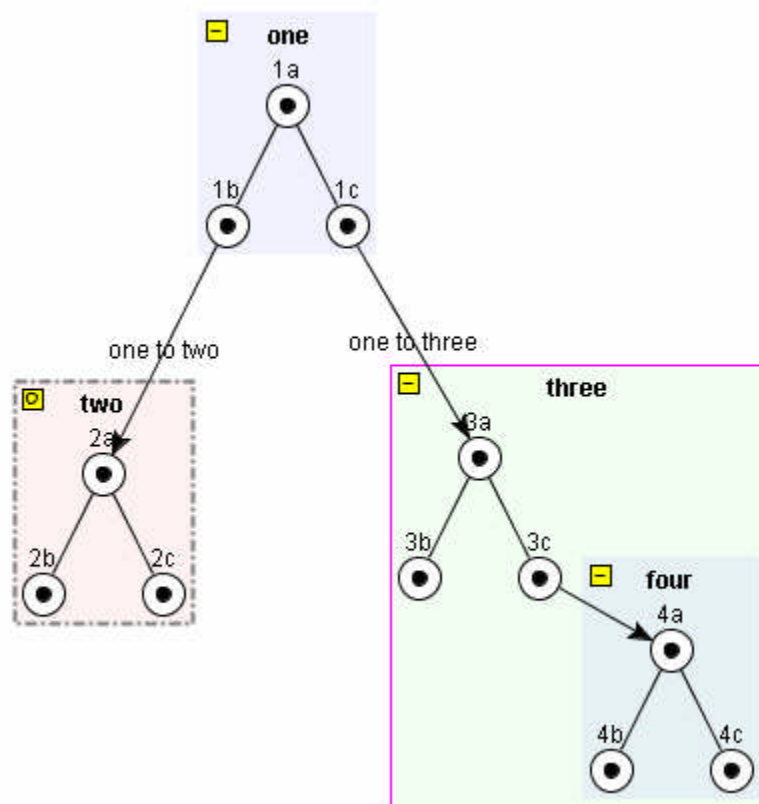 one
1a
1b
1c
one to two
one to three
two
2a
2b
2c
three
3a
3b
3c
four
4a
4b
4c